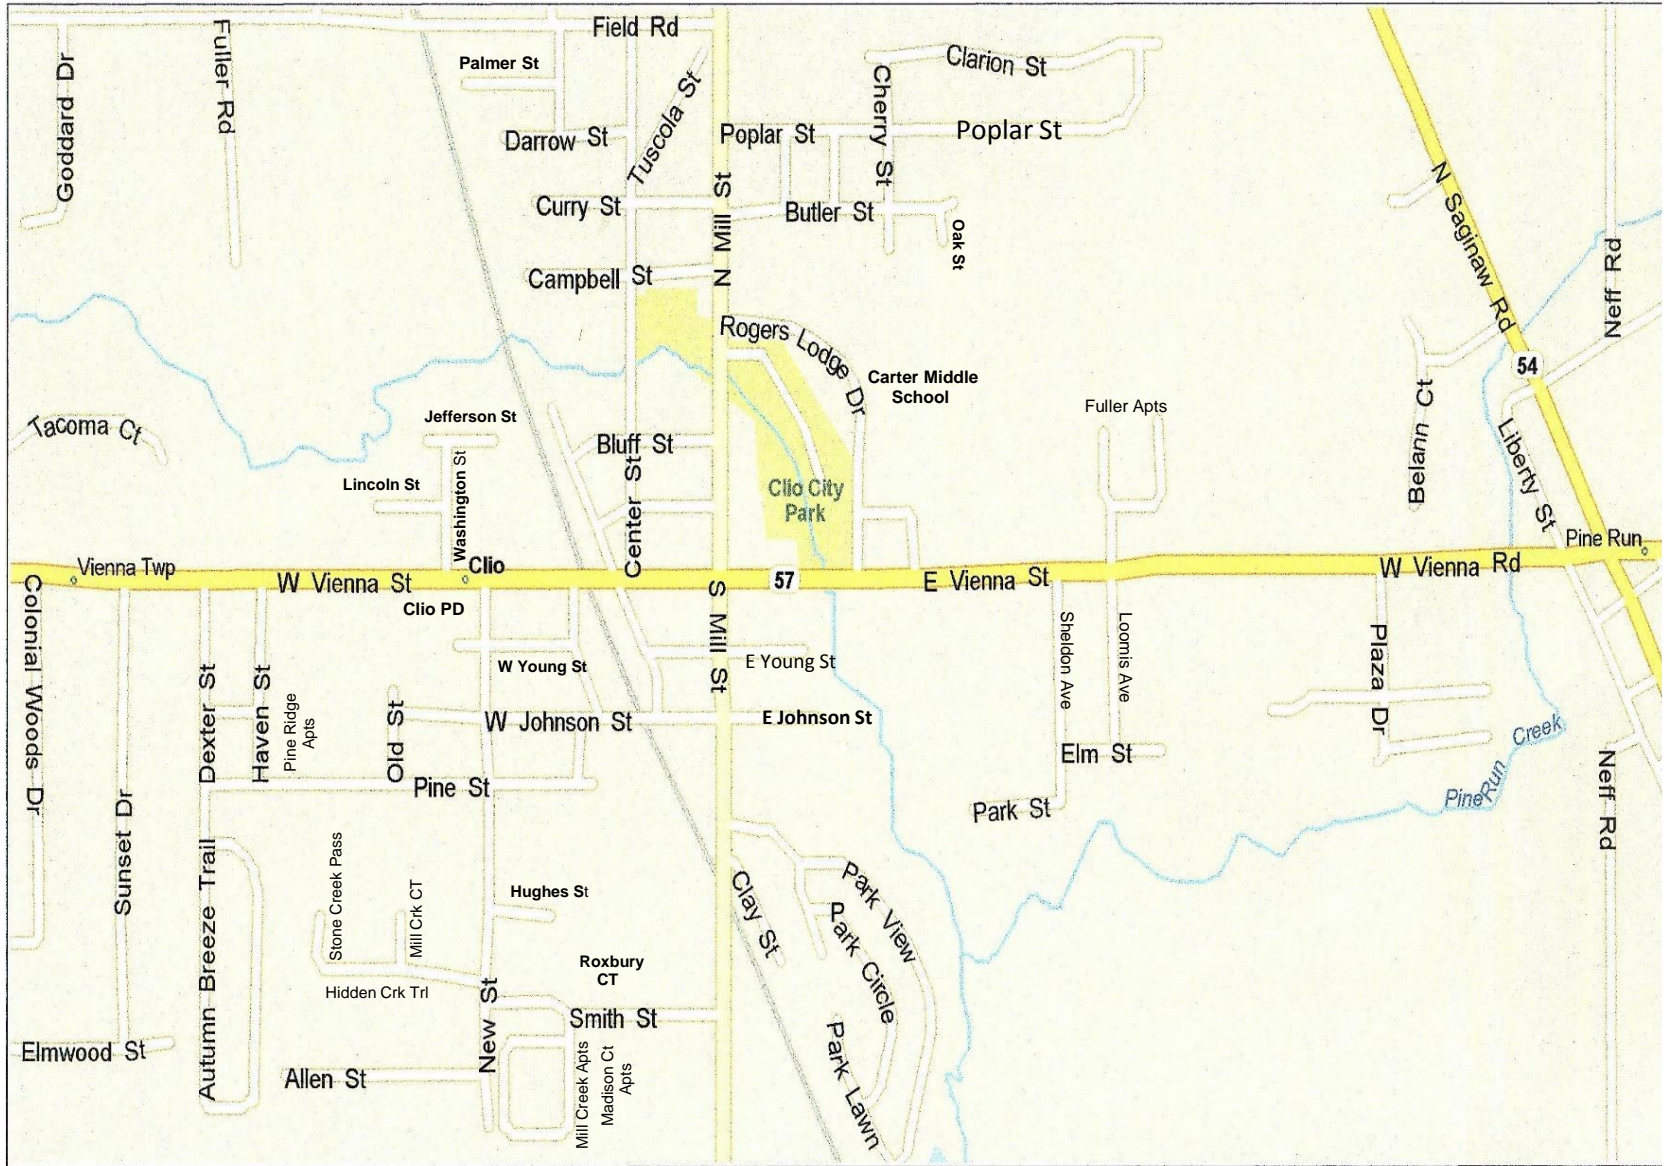 Field Rd
Goddard Dr
Fuller Rd
Palmer St
Tuscola St
Darrow St
Curry St
Campbell St
N Mill St
Poplar St
Cherry St
Clarion St
Poplar St
Butler St
Oak St
N Saginaw Rd
Neff Rd
54
Rogers Lodge Dr
Carter Middle
School
Fuller Apts
Belann Ct
Liberty St
Tacoma Ct
Jefferson St
Lincoln St
Washington St
Bluff St
Center St
Clio City
Park
Pine Run
Vienna Twp
W Vienna St
Clio
57
E Vienna St
W Vienna Rd
Clio PD
S Mill St
Colonial Woods Dr
Sunset Dr
Dexter St
Haven St
Pine Ridge
Apts
Old St
W Young St
E Young St
W Johnson St
E Johnson St
Pine St
Sheldon Ave
Loomis Ave
Elm St
Park St
Plaza Dr
Pine Run
Creek
Neff Rd
Autumn Breeze Trail
Stone Creek Pass
Mill Crk CT
Hidden Crk Trl
Hughes St
Roxbury
CT
Smith St
New St
Clay St
Park View
Park Circle
Park Lawn
Elmwood St
Allen St
Mill Creek Apts
Madison Ct
Apts